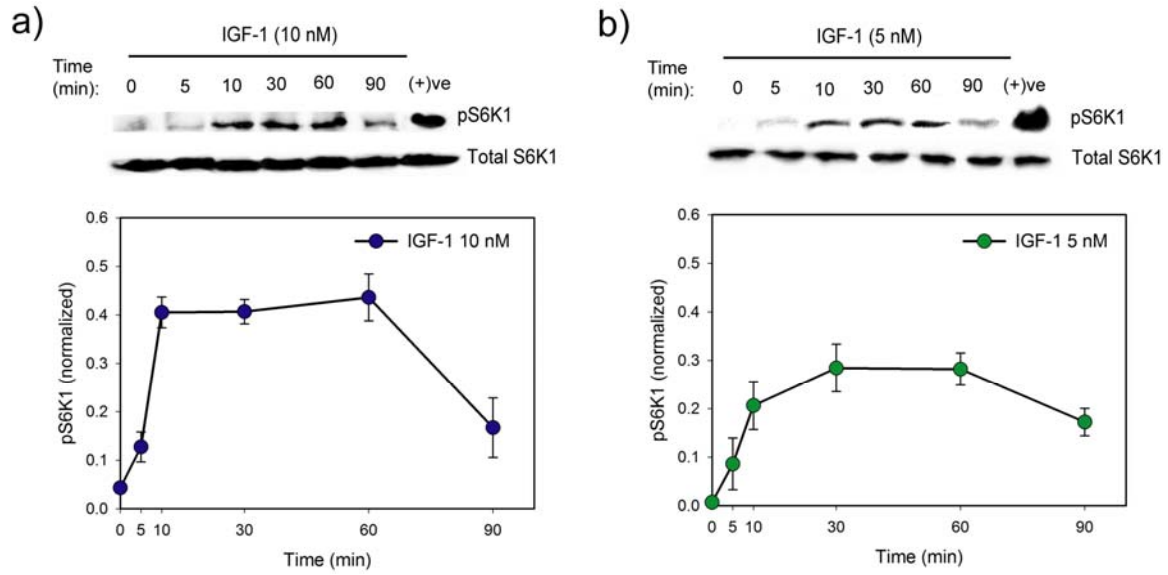 a)
IGF-1 (10 nM)
Time
(min):
0 5 10 30 60 90 (+)ve
pS6K1
Total S6K1
0.6
0.5
0.4
0.3
0.2
0.1
0.0
pS6K1 (normalized)
IGF-1 10 nM
0 5 10 30 60 90
Time (min)
b)
IGF-1 (5 nM)
Time
(min):
0 5 10 30 60 90 (+)ve
pS6K1
Total S6K1
0.6
0.5
0.4
0.3
0.2
0.1
0.0
pS6K1 (normalized)
IGF-1 5 nM
0 5 10 30 60 90
Time (min)